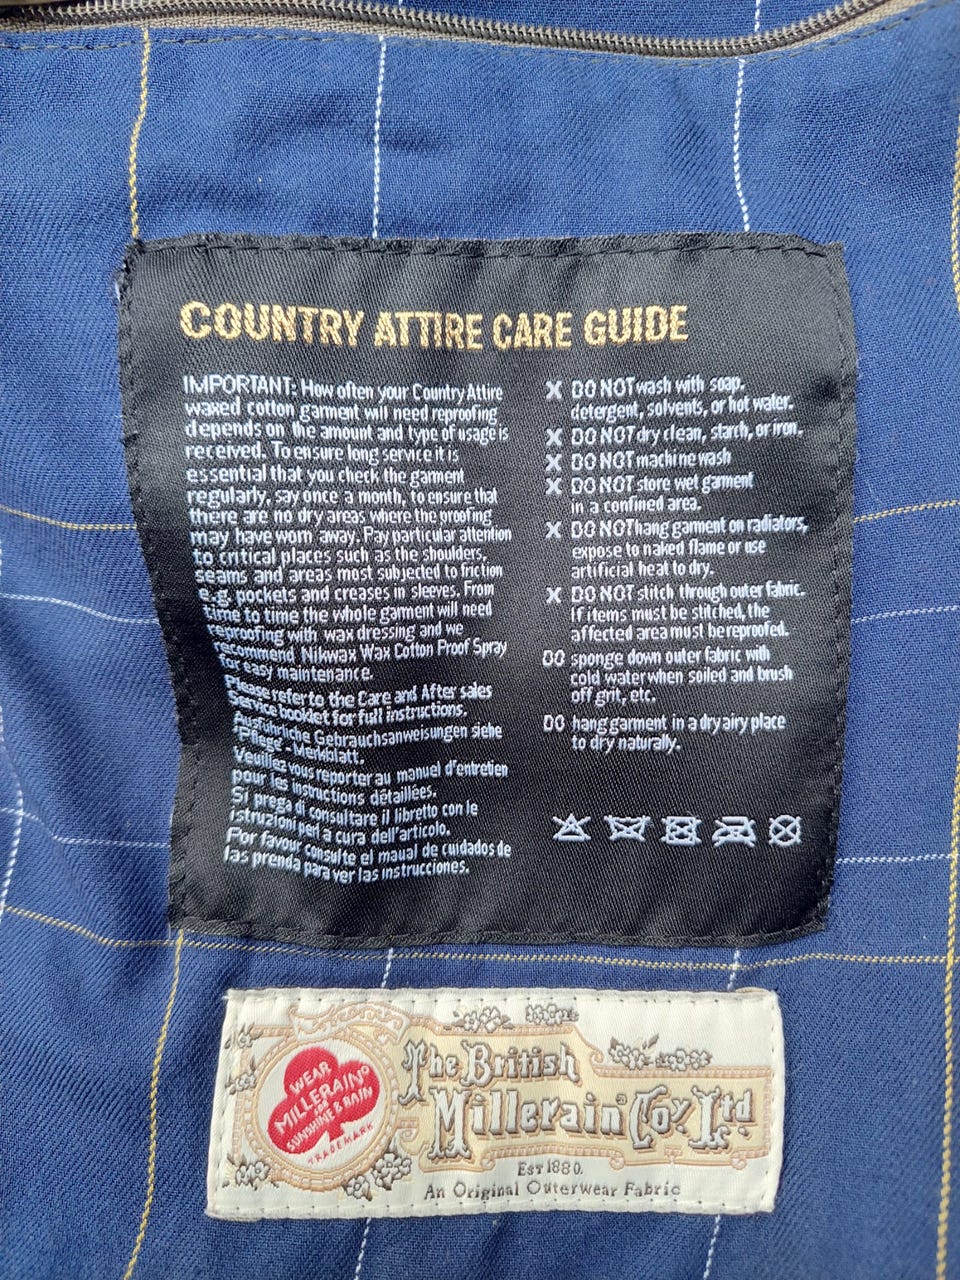 COUNTRY ATTIRE CARE GUIDE
IMPORTANT: How often your Country Attire
waxed cotton garment will need reproofing
depends on the amount and type of usage is
received. To ensure long service it is
essential that you check the garment
regularly, say once a month, to ensure that
there are no dry areas where the proofing
may have worn away. Pay particular attention
to critical places such as the shoulders,
seams and areas most subjected to friction
e.g. pockets and creases in sleeves. From
time to time the whole garment will need
reproofing with wax dressing and we
recommend Nikwax Wax Cotton Proof Spray
for easy maintenance.
Please refer to the Care and After sales
Service booklet for full instructions.
Ausführliche Gebrauchsanweisungen siehe
"Pflege" - Merkblatt.
Veuillez vous reporter au manuel d'entretien
pour les instructions détaillées.
Si prega di consultare il libretto con le
istruzioni per la cura dell'articolo.
Por favour consulte el maual de cuidados de
las prenda para ver las instrucciones.
X DO NOT wash with soap,
detergent, solvents, or hot water.
X DO NOT dry clean, starch, or iron.
X DO NOT machine wash
X DO NOT store wet garment
in a confined area.
X DO NOT hang garment on radiators,
expose to naked flame or use
artificial heat to dry.
X DO NOT stitch through outer fabric.
If items must be stitched, the
affected area must be reproofed.
DO sponge down outer fabric with
cold water when soiled and brush
off grit, etc.
DO hang garment in a dry airy place
to dry naturally.
WEAR
MILLERAIN®
FOR
SUNSHINE & RAIN
TRADEMARK
The British
Millerain® Coy Ltd
EST 1880.
An Original Outerwear Fabric